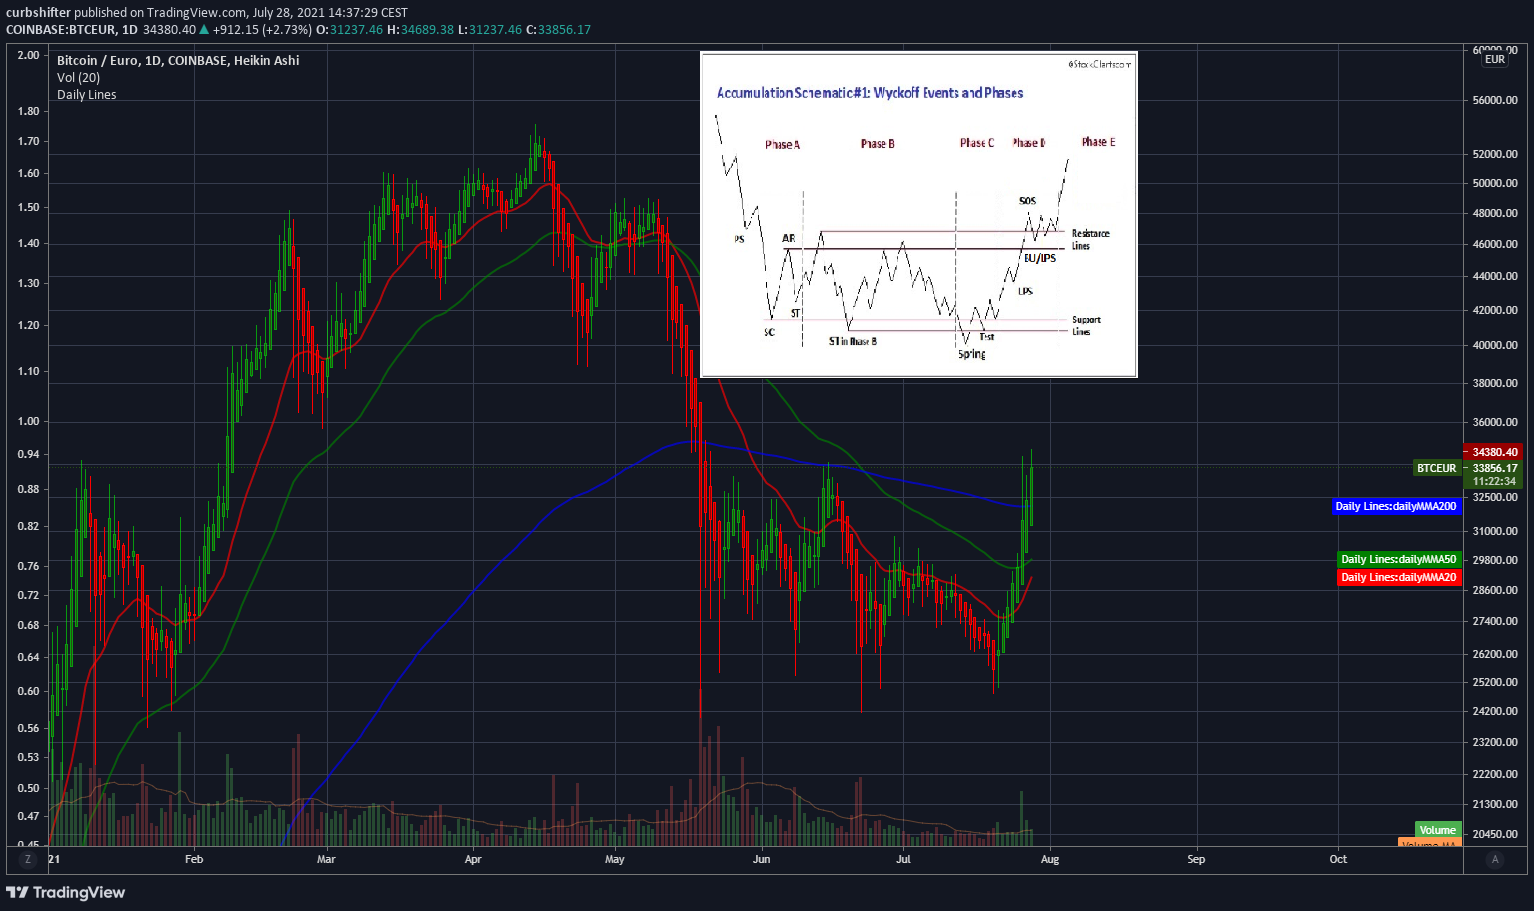 curbshifter published on TradingView.com, July 28, 2021 14:37:29 CEST
COINBASE:BTCEUR, 1D 34380.40 ▲ +912.15 (+2.73%) O:31237.46 H:34689.38 L:31237.46 C:33856.17
Bitcoin / Euro, 1D, COINBASE, Heikin Ashi
Vol (20)
Daily Lines
2.00
1.80
1.70
1.60
1.50
1.40
1.30
1.20
1.10
1.00
0.94
0.88
0.82
0.76
0.72
0.68
0.64
0.60
0.56
0.53
0.50
0.47
0.45
@StockCharts.com
Accumulation Schematic #1: Wyckoff Events and Phases
Phase A
Phase B
Phase C
Phase D
Phase E
PS
AR
SC
ST
ST in Phase B
Spring
Test
SOS
BU/LPS
LPS
Resistance
Lines
Support
Lines
60000.00
EUR
56000.00
52000.00
50000.00
48000.00
46000.00
44000.00
42000.00
40000.00
38000.00
36000.00
34380.40
BTCEUR 33856.17
11:22:34
32500.00
Daily Lines:dailyMMA200
31000.00
Daily Lines:dailyMMA50 29800.00
Daily Lines:dailyMMA20
28600.00
27400.00
26200.00
25200.00
24200.00
23200.00
22200.00
21300.00
Volume 20450.00
Volume MA
Z 21 Feb Mar Apr May Jun Jul Aug Sep Oct A
TradingView